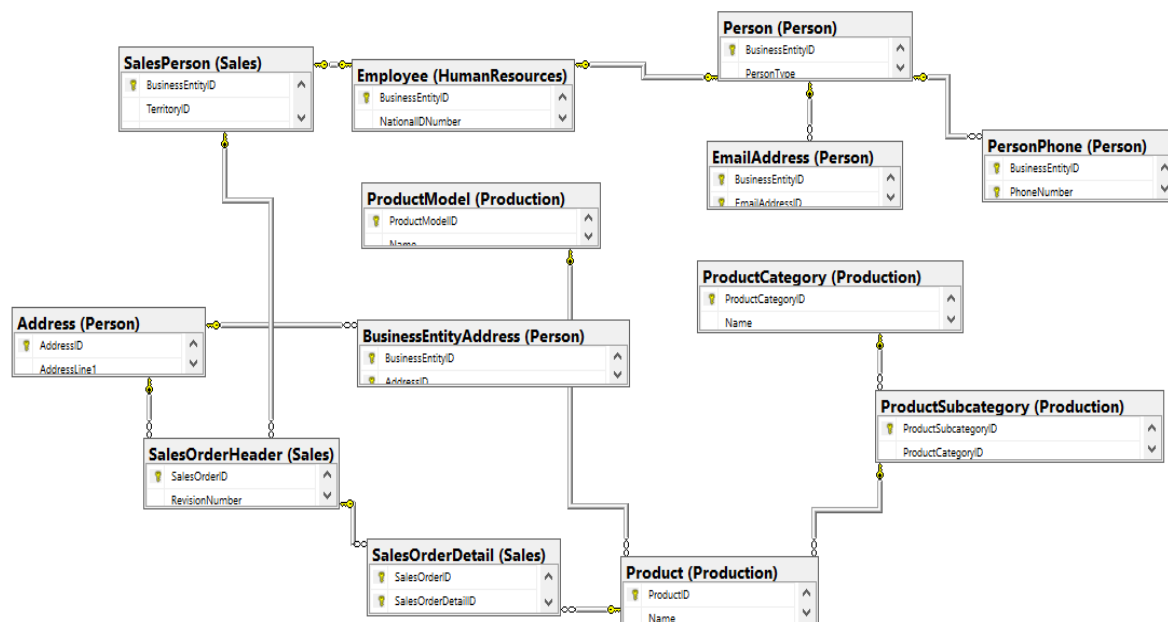 Person (Person)
BusinessEntityID
PersonType
SalesPerson (Sales)
BusinessEntityID
TerritoryID
Employee (HumanResources)
BusinessEntityID
NationalIDNumber
EmailAddress (Person)
BusinessEntityID
EmailAddressID
PersonPhone (Person)
BusinessEntityID
PhoneNumber
ProductModel (Production)
ProductModelID
Name
ProductCategory (Production)
ProductCategoryID
Name
Address (Person)
AddressID
AddressLine1
BusinessEntityAddress (Person)
BusinessEntityID
AddressID
ProductSubcategory (Production)
ProductSubcategoryID
ProductCategoryID
SalesOrderHeader (Sales)
SalesOrderID
RevisionNumber
SalesOrderDetail (Sales)
SalesOrderID
SalesOrderDetailID
Product (Production)
ProductID
Name